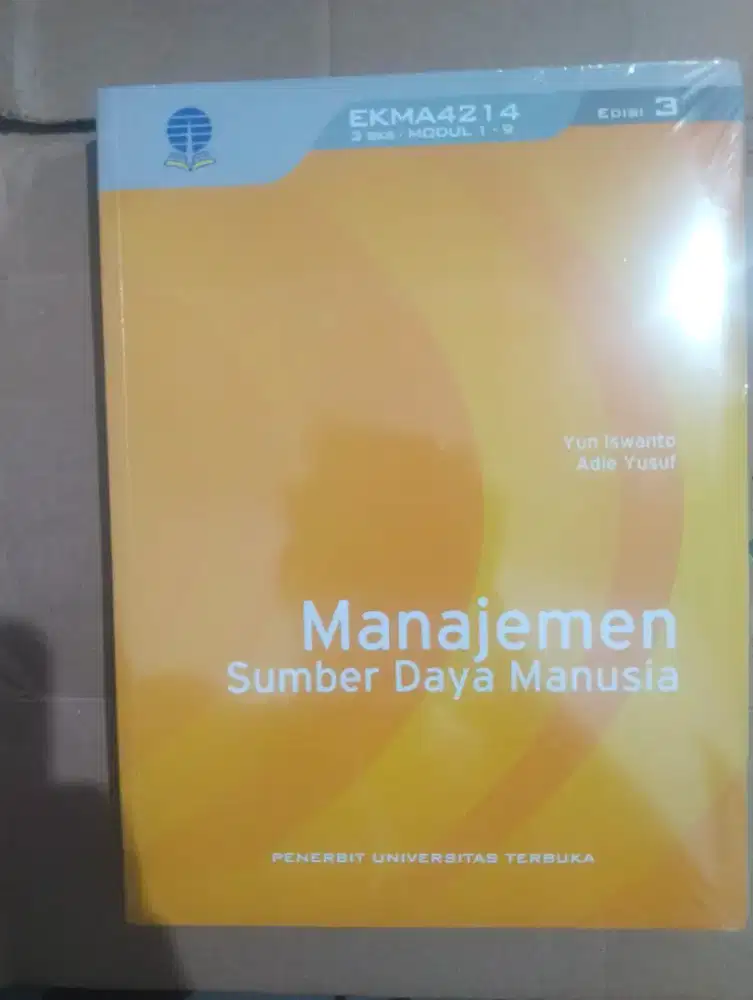 EKMA4214
3 SKS • MODUL 1 - 9
EDISI 3
Yun Iswanto
Adie Yusuf
Manajemen
Sumber Daya Manusia
PENERBIT UNIVERSITAS TERBUKA